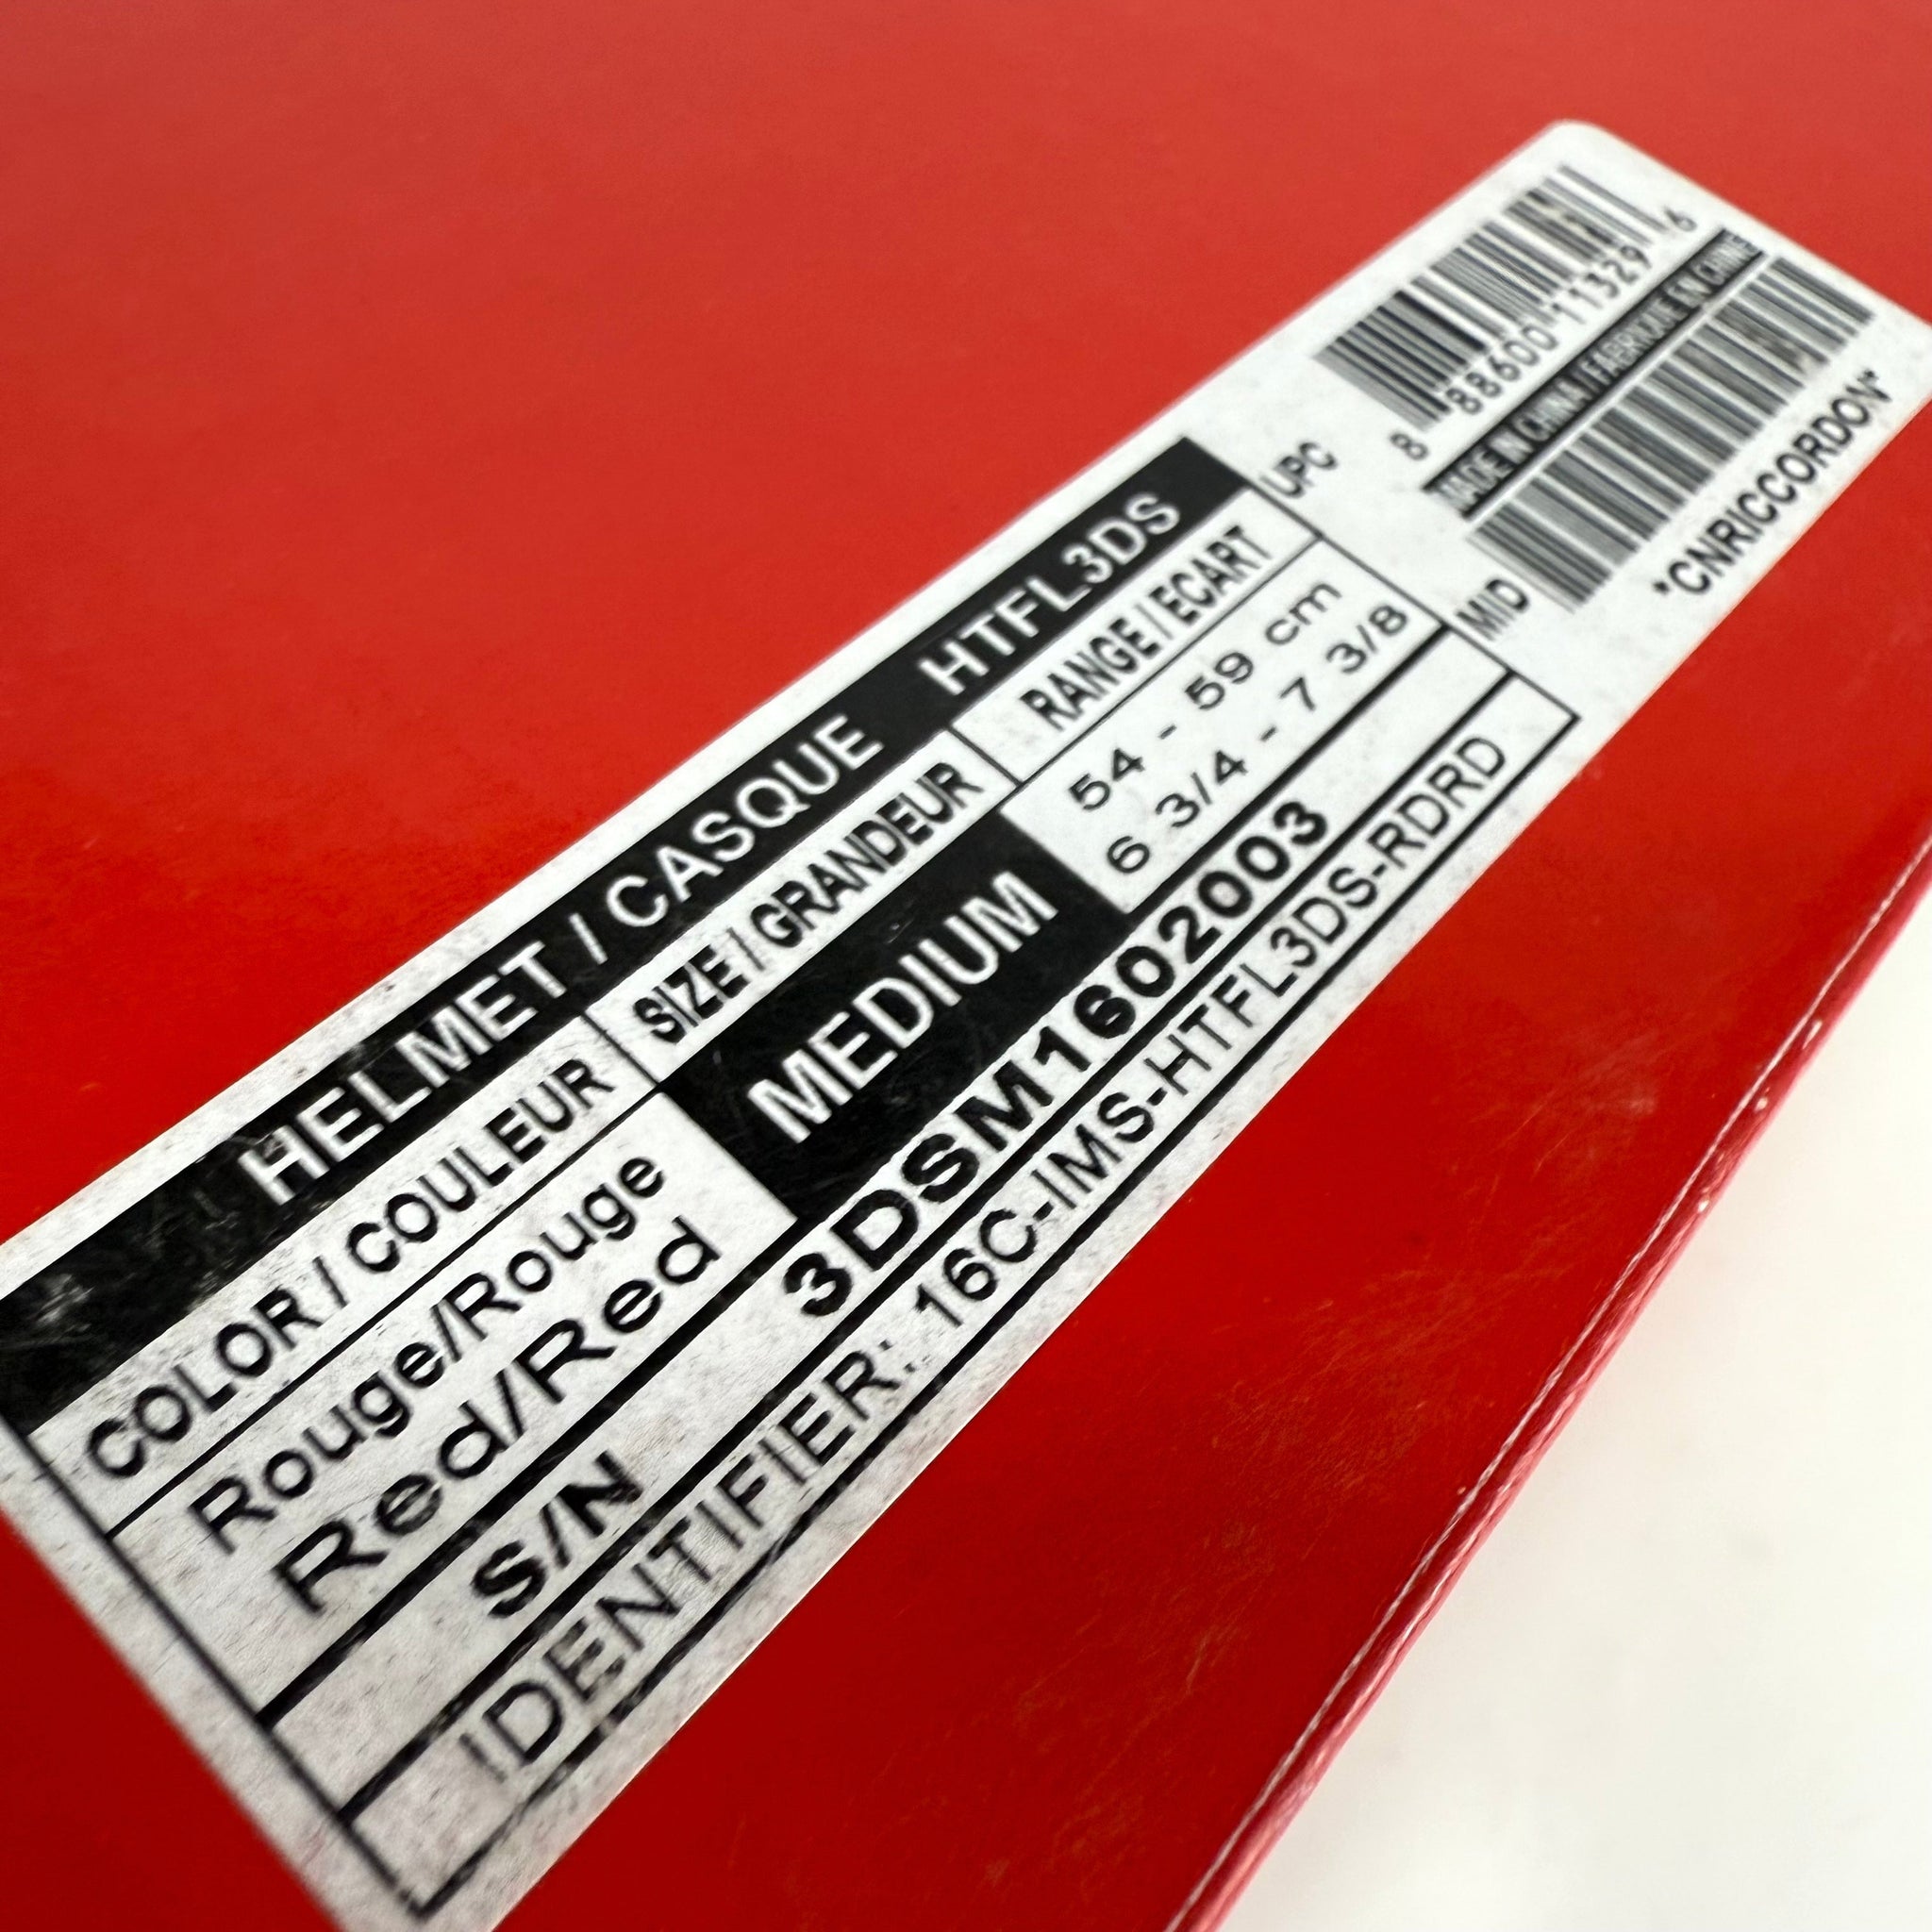 HELMET / CASQUE HTFL3DS
COLOR / COULEUR SIZE / GRANDEUR RANGE / ECART
Rouge/Rouge
Red/Red
MEDIUM
54 - 59 cm
6 3/4 - 7 3/8
S/N 3DSM1602003
IDENTIFIER: 16C-IMS-HTFL3DS-RDRD
UPC
8 88600 11329 6
MADE IN CHINA / FABRIQUE EN CHINE
MID
*CNRICCORDON*